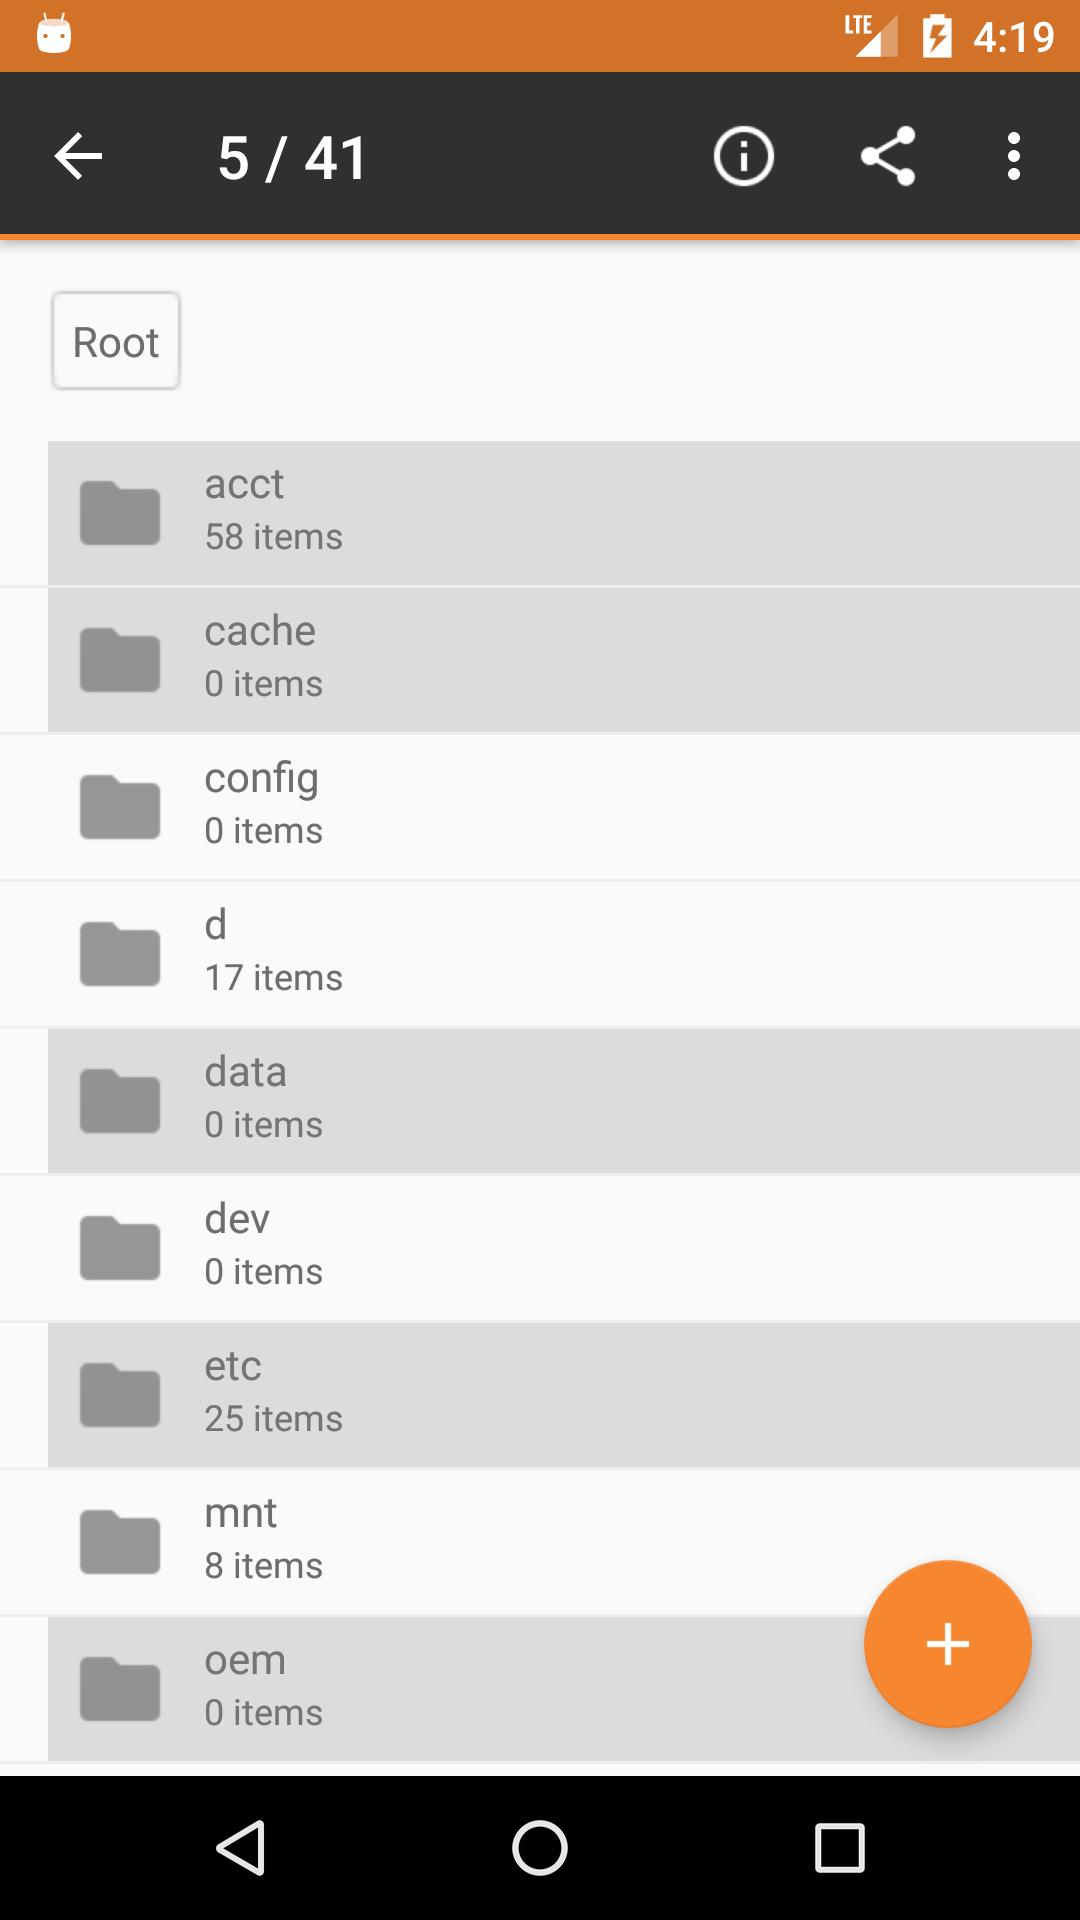 LTE 4:19
5 / 41
Root
acct
58 items
cache
0 items
config
0 items
d
17 items
data
0 items
dev
0 items
etc
25 items
mnt
8 items
oem
0 items